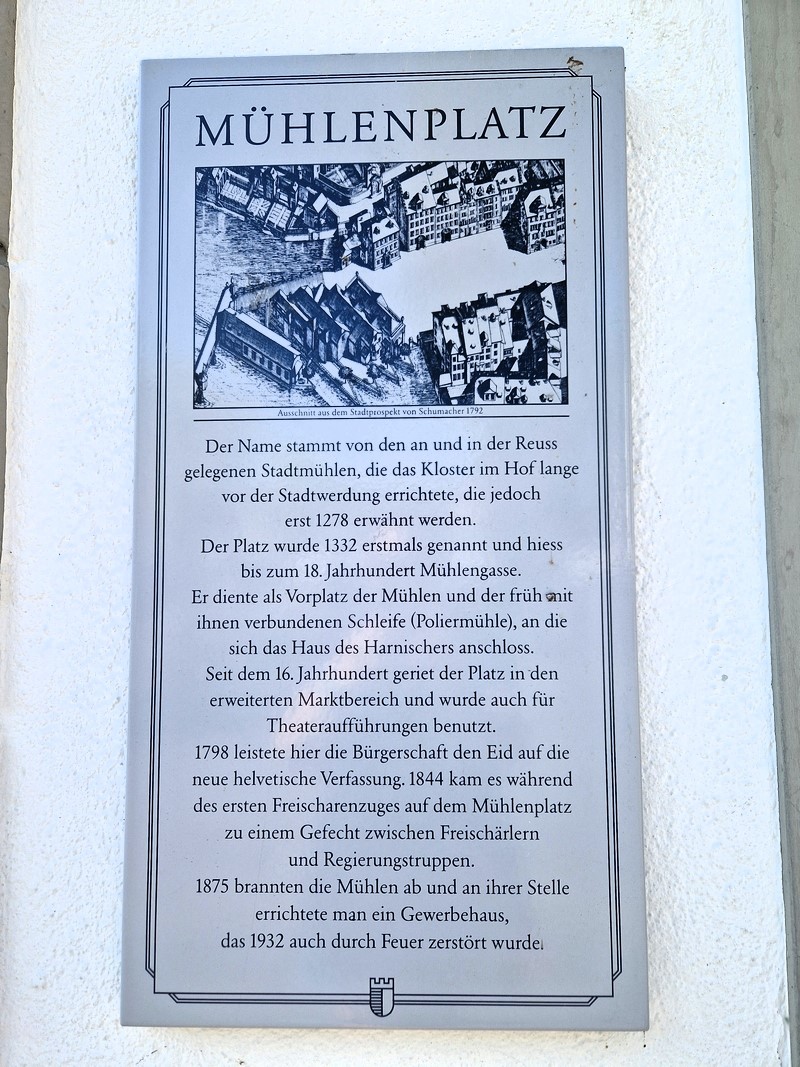 MÜHLENPLATZ
Ausschnitt aus dem Stadtprospekt von Schumacher 1792
Der Name stammt von den an und in der Reuss
gelegenen Stadtmühlen, die das Kloster im Hof lange
vor der Stadtwerdung errichtete, die jedoch
erst 1278 erwähnt werden.
Der Platz wurde 1332 erstmals genannt und hiess
bis zum 18. Jahrhundert Mühlengasse.
Er diente als Vorplatz der Mühlen und der früh mit
ihnen verbundenen Schleife (Poliermühle), an die
sich das Haus des Harnischers anschloss.
Seit dem 16. Jahrhundert geriet der Platz in den
erweiterten Marktbereich und wurde auch für
Theateraufführungen benutzt.
1798 leistete hier die Bürgerschaft den Eid auf die
neue helvetische Verfassung. 1844 kam es während
des ersten Freischarenzuges auf dem Mühlenplatz
zu einem Gefecht zwischen Freischärlern
und Regierungstruppen.
1875 brannten die Mühlen ab und an ihrer Stelle
errichtete man ein Gewerbehaus,
das 1932 auch durch Feuer zerstört wurde.